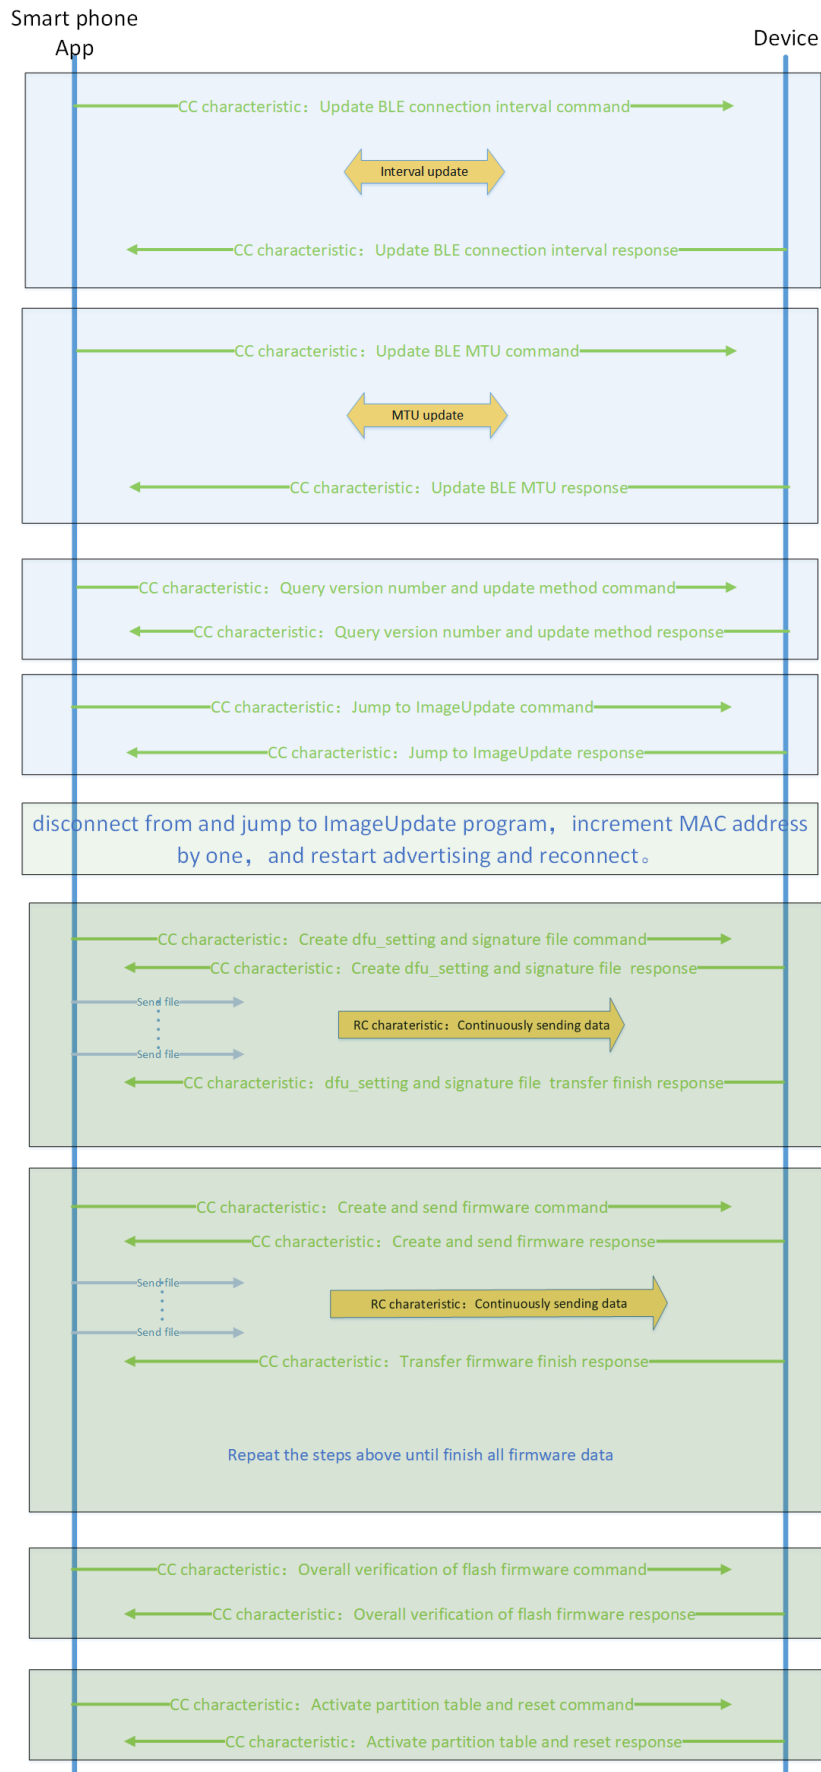 Smart phone
App
Device
CC characteristic：Update BLE connection interval command
Interval update
CC characteristic：Update BLE connection interval response
CC characteristic：Update BLE MTU command
MTU update
CC characteristic：Update BLE MTU response
CC characteristic：Query version number and update method command
CC characteristic：Query version number and update method response
CC characteristic：Jump to ImageUpdate command
CC characteristic：Jump to ImageUpdate response
disconnect from and jump to ImageUpdate program，increment MAC address
by one，and restart advertising and reconnect。
CC characteristic：Create dfu_setting and signature file command
CC characteristic：Create dfu_setting and signature file response
Send file
RC charateristic：Continuously sending data
Send file
CC characteristic：dfu_setting and signature file transfer finish response
CC characteristic：Create and send firmware command
CC characteristic：Create and send firmware response
Send file
RC charateristic：Continuously sending data
Send file
CC characteristic：Transfer firmware finish response
Repeat the steps above until finish all firmware data
CC characteristic：Overall verification of flash firmware command
CC characteristic：Overall verification of flash firmware response
CC characteristic：Activate partition table and reset command
CC characteristic：Activate partition table and reset response